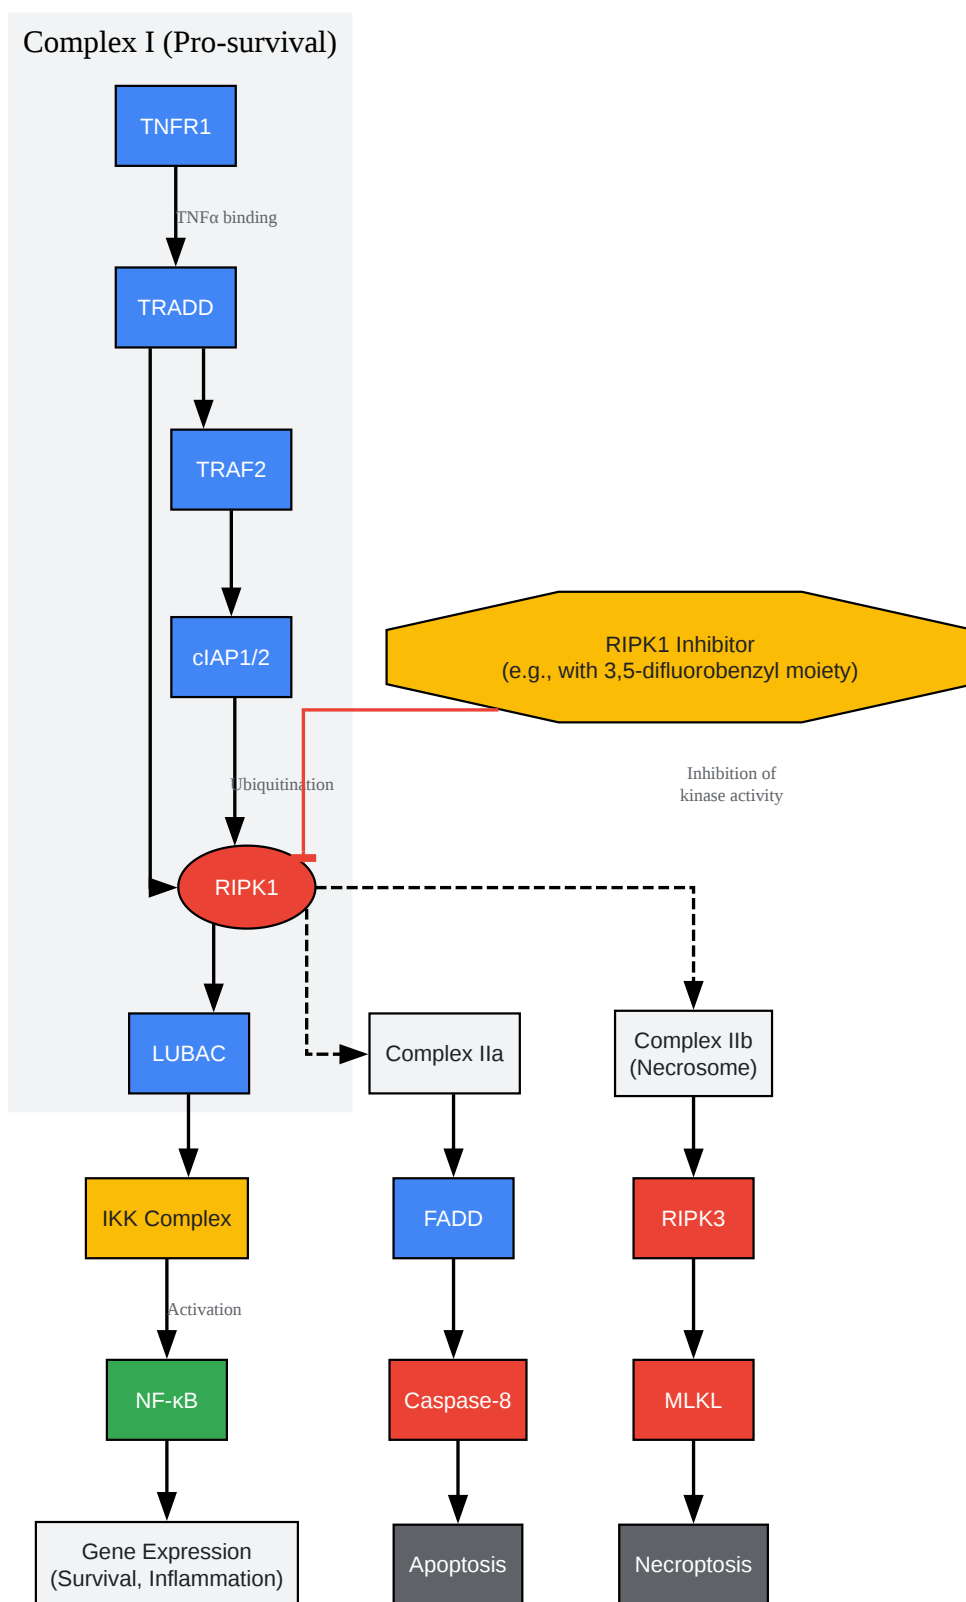 Complex I (Pro-survival)
TNFR1
TNFα binding
TRADD
TRAF2
cIAP1/2
RIPK1 Inhibitor
(e.g., with 3,5-difluorobenzyl moiety)
Ubiquitination
Inhibition of
kinase activity
RIPK1
LUBAC
Complex IIa
Complex IIb
(Necrosome)
IKK Complex
FADD
RIPK3
Activation
NF-κB
Caspase-8
MLKL
Gene Expression
(Survival, Inflammation)
Apoptosis
Necroptosis